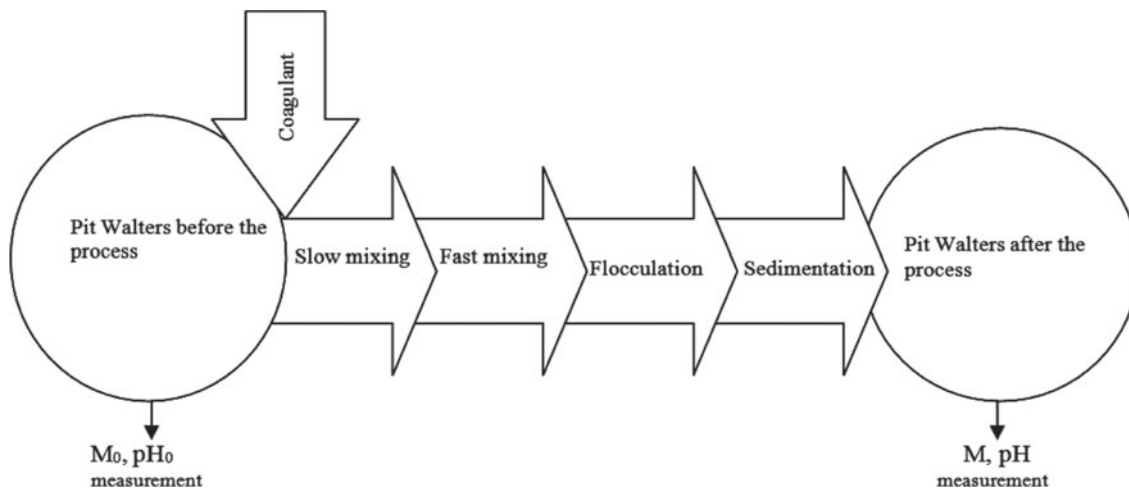 Coagulant
Pit Walters before the
process
Slow mixing
Fast mixing
Flocculation
Sedimentation
Pit Walters after the
process
M₀, pH₀
measurement
M, pH
measurement